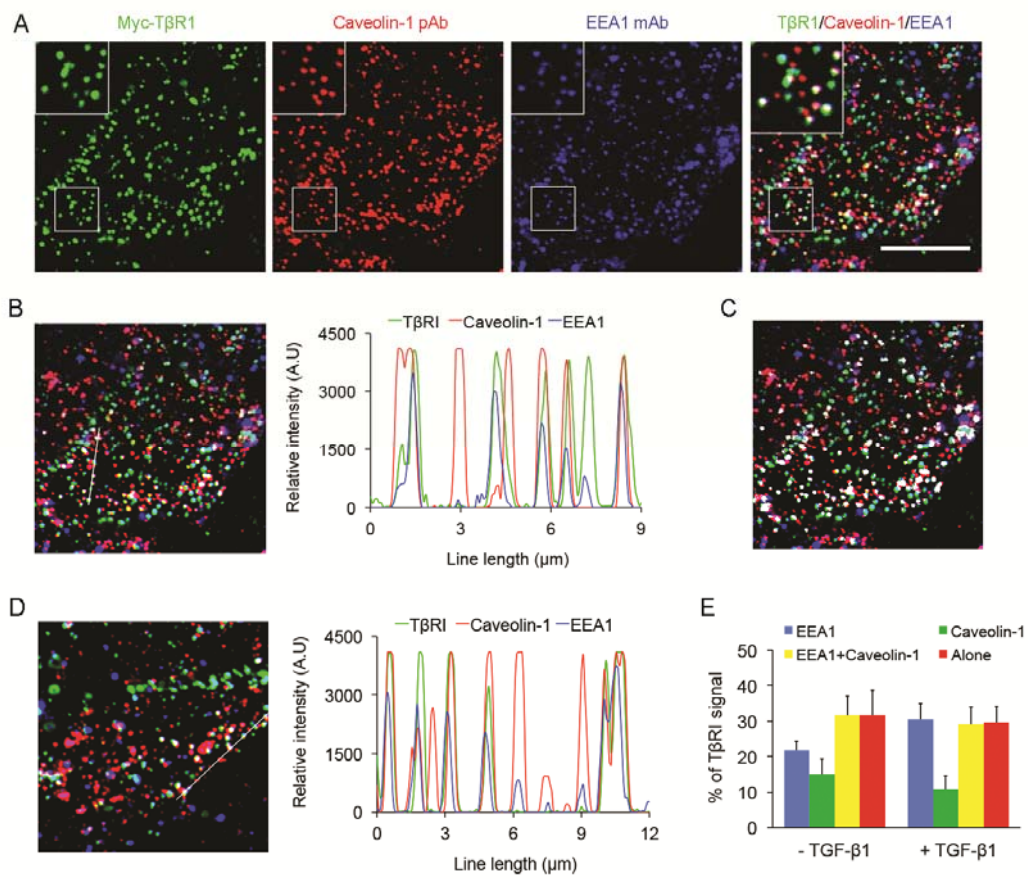 A
Myc-TβR1
Caveolin-1 pAb
EEA1 mAb
TβR1/Caveolin-1/EEA1
B
TβRI Caveolin-1 EEA1
Relative intensity (A.U)
4500
3000
1500
0
0 3 6 9
Line length (μm)
C
D
TβRI Caveolin-1 EEA1
Relative intensity (A.U)
4500
3000
1500
0
0 3 6 9 12
Line length (μm)
E
EEA1 Caveolin-1
EEA1+Caveolin-1 Alone
% of TβRI signal
50
40
30
20
10
0
- TGF-β1 + TGF-β1